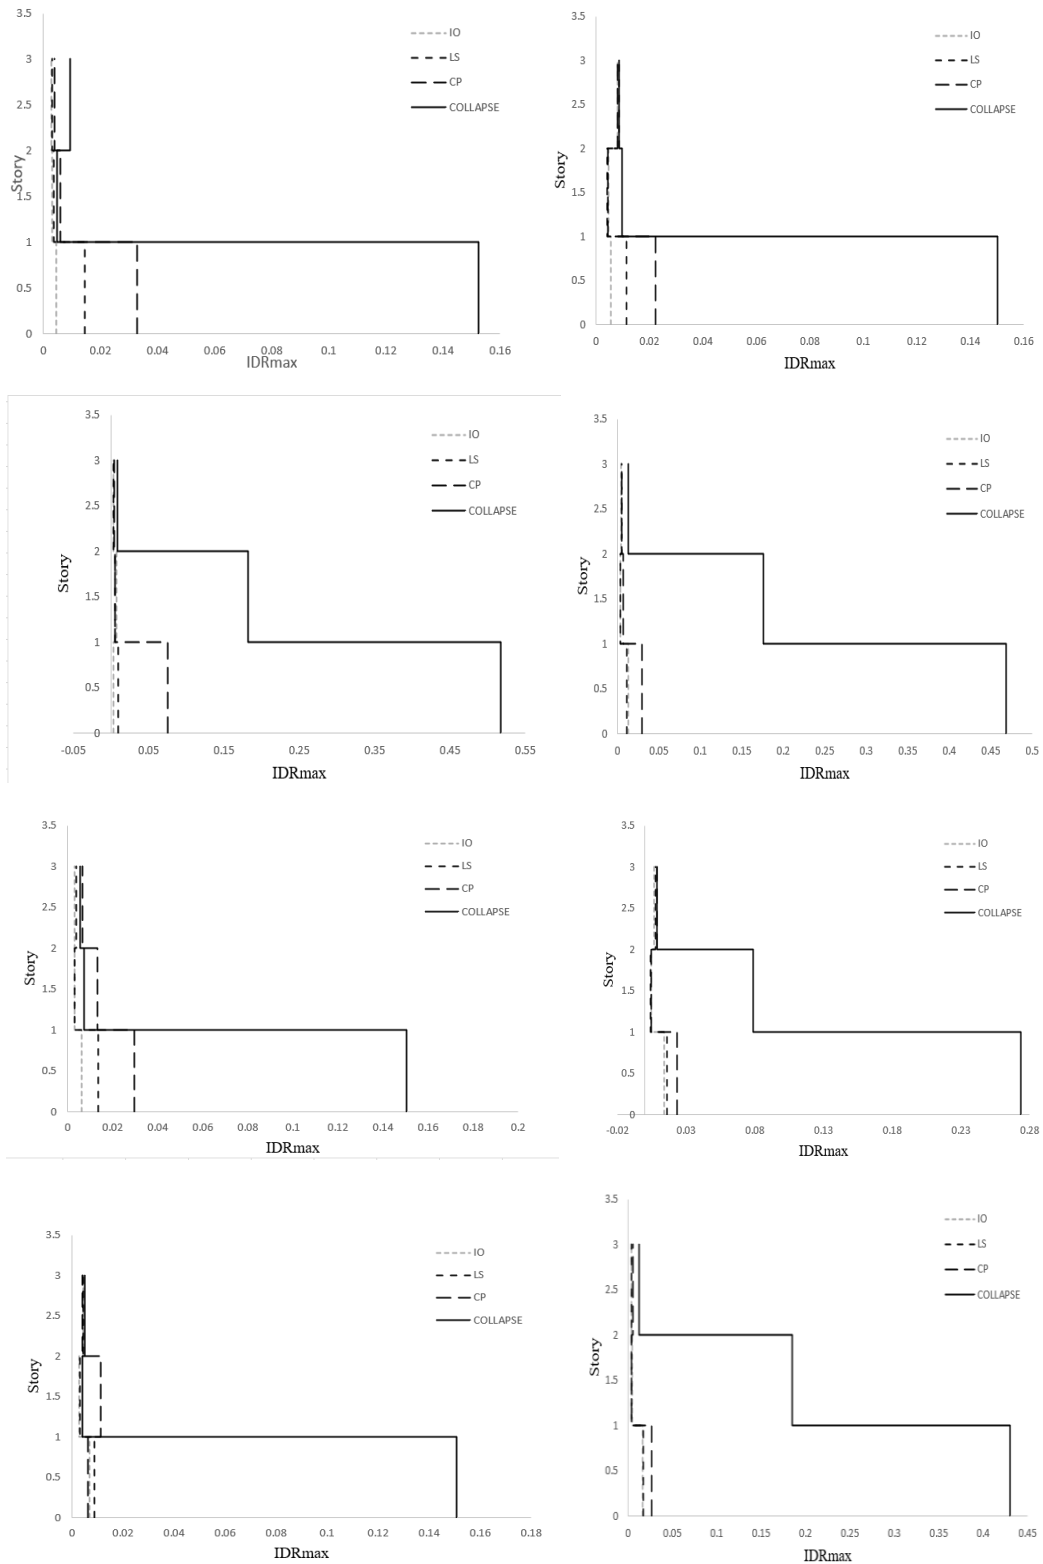 3.5
3
2.5
2
1.5
1
0.5
0
Story
0 0.02 0.04 0.06 0.08 0.1 0.12 0.14 0.16
IDRmax
IO
LS
CP
COLLAPSE
3.5
3
2.5
2
1.5
1
0.5
0
Story
0 0.02 0.04 0.06 0.08 0.1 0.12 0.14 0.16
IDRmax
IO
LS
CP
COLLAPSE
3.5
3
2.5
2
1.5
1
0.5
0
Story
-0.05 0.05 0.15 0.25 0.35 0.45 0.55
IDRmax
IO
LS
CP
COLLAPSE
3.5
3
2.5
2
1.5
1
0.5
0
Story
0 0.05 0.1 0.15 0.2 0.25 0.3 0.35 0.4 0.45 0.5
IDRmax
IO
LS
CP
COLLAPSE
3.5
3
2.5
2
1.5
1
0.5
0
Story
0 0.02 0.04 0.06 0.08 0.1 0.12 0.14 0.16 0.18 0.2
IDRmax
IO
LS
CP
COLLAPSE
3.5
3
2.5
2
1.5
1
0.5
0
Story
-0.02 0.03 0.08 0.13 0.18 0.23 0.28
IDRmax
IO
LS
CP
COLLAPSE
3.5
3
2.5
2
1.5
1
0.5
0
Story
0 0.02 0.04 0.06 0.08 0.1 0.12 0.14 0.16 0.18
IDRmax
IO
LS
CP
COLLAPSE
3.5
3
2.5
2
1.5
1
0.5
0
Story
0 0.05 0.1 0.15 0.2 0.25 0.3 0.35 0.4 0.45
IDRmax
IO
LS
CP
COLLAPSE